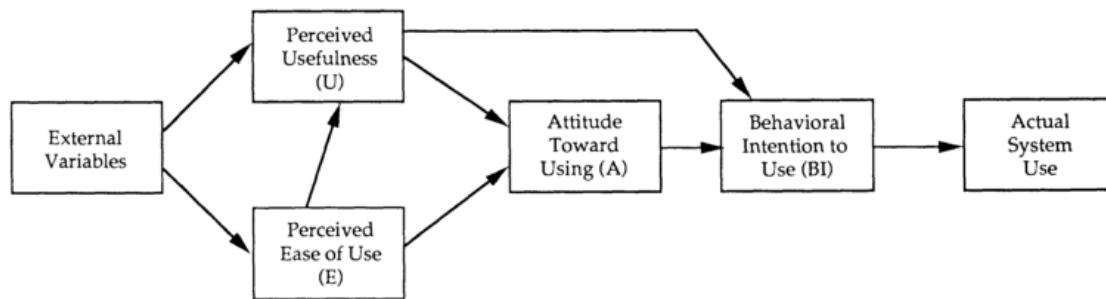 External
Variables
Perceived
Usefulness
(U)
Perceived
Ease of Use
(E)
Attitude
Toward
Using (A)
Behavioral
Intention to
Use (BI)
Actual
System
Use